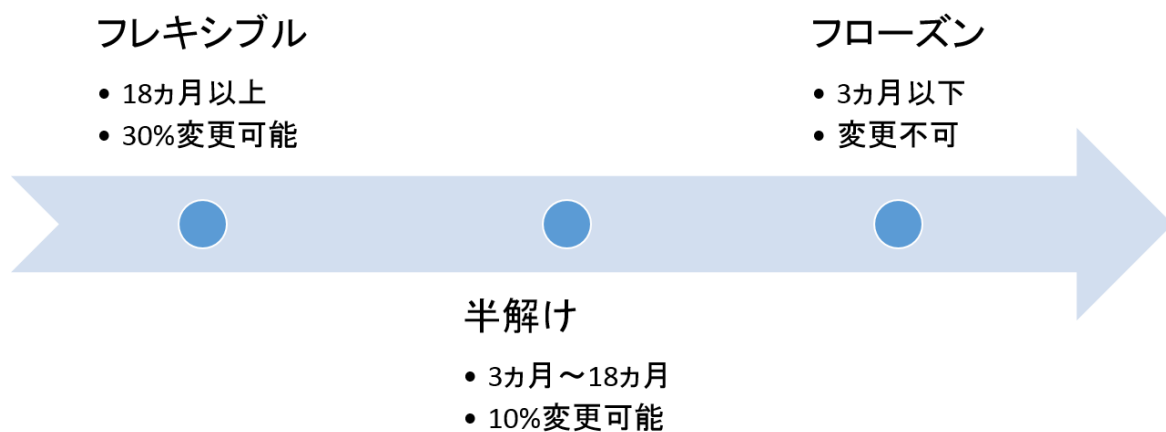 フレキシブル
• 18ヵ月以上
• 30%変更可能
半解け
• 3ヵ月～18ヵ月
• 10%変更可能
フローズン
• 3ヵ月以下
• 変更不可